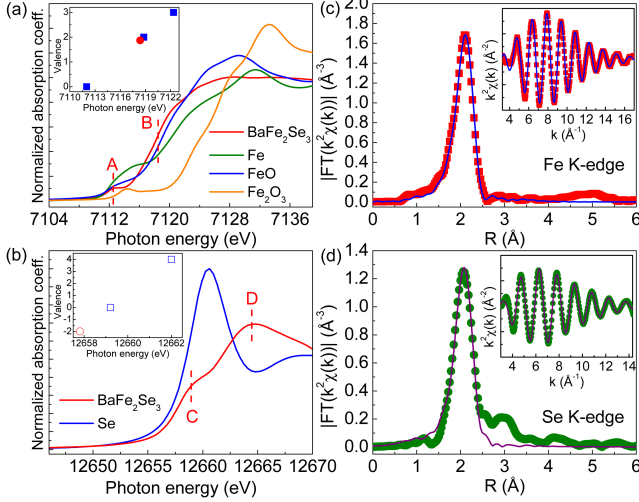 (a)
Normalized absorption coeff.
Valence
3
2
1
0
7110 7113 7116 7119 7122
Photon energy (eV)
A
B
BaFe₂Se₃
Fe
FeO
Fe₂O₃
7104 7112 7120 7128 7136
Photon energy (eV)
(b)
Normalized absorption coeff.
Valence
4
3
2
1
0
-1
-2
12658 12660 12662
Photon energy (eV)
C
D
BaFe₂Se₃
Se
12650 12655 12660 12665 12670
Photon energy (eV)
(c)
|FT(k²χ(k))| (Å⁻³)
2.0
1.8
1.6
1.4
1.2
1.0
0.8
0.6
0.4
0.2
0.0
k²χ(k) (Å⁻²)
4 6 8 10 12 14 16
k (Å⁻¹)
Fe K-edge
0 1 2 3 4 5 6
R (Å)
(d)
|FT(k²χ(k))| (Å⁻³)
1.4
1.2
1.0
0.8
0.6
0.4
0.2
0.0
k²χ(k) (Å⁻²)
4 6 8 10 12 14
k (Å⁻¹)
Se K-edge
0 1 2 3 4 5 6
R (Å)